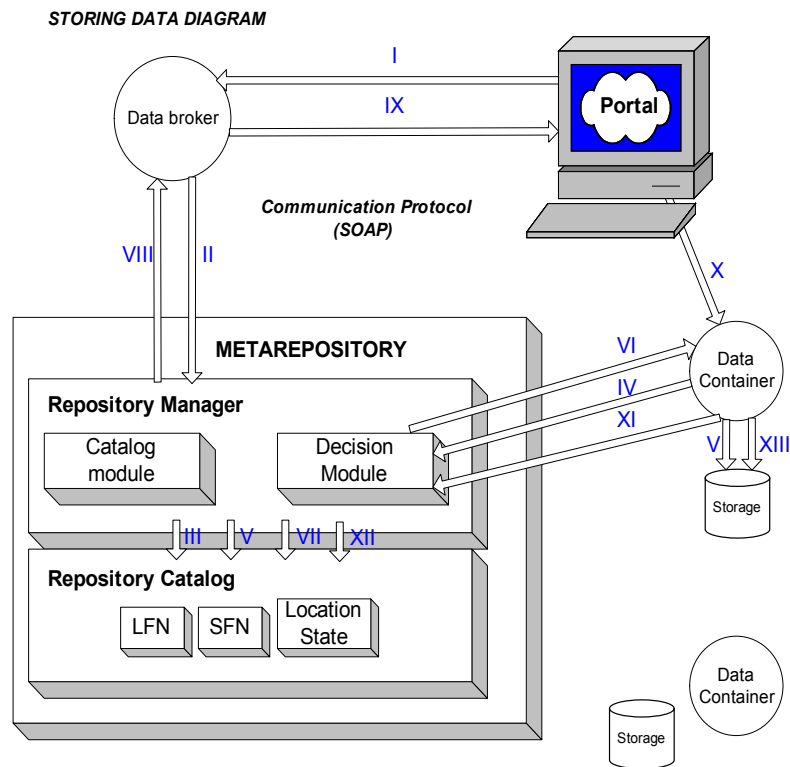 STORING DATA DIAGRAM
I
Data broker
IX
Portal
Communication Protocol
(SOAP)
VIII
II
X
METAREPOSITORY
VI
Data
Container
IV
Repository Manager
XI
Catalog
module
Decision
Module
V
XIII
Storage
III
V
VII
XII
Repository Catalog
LFN
SFN
Location
State
Data
Container
Storage